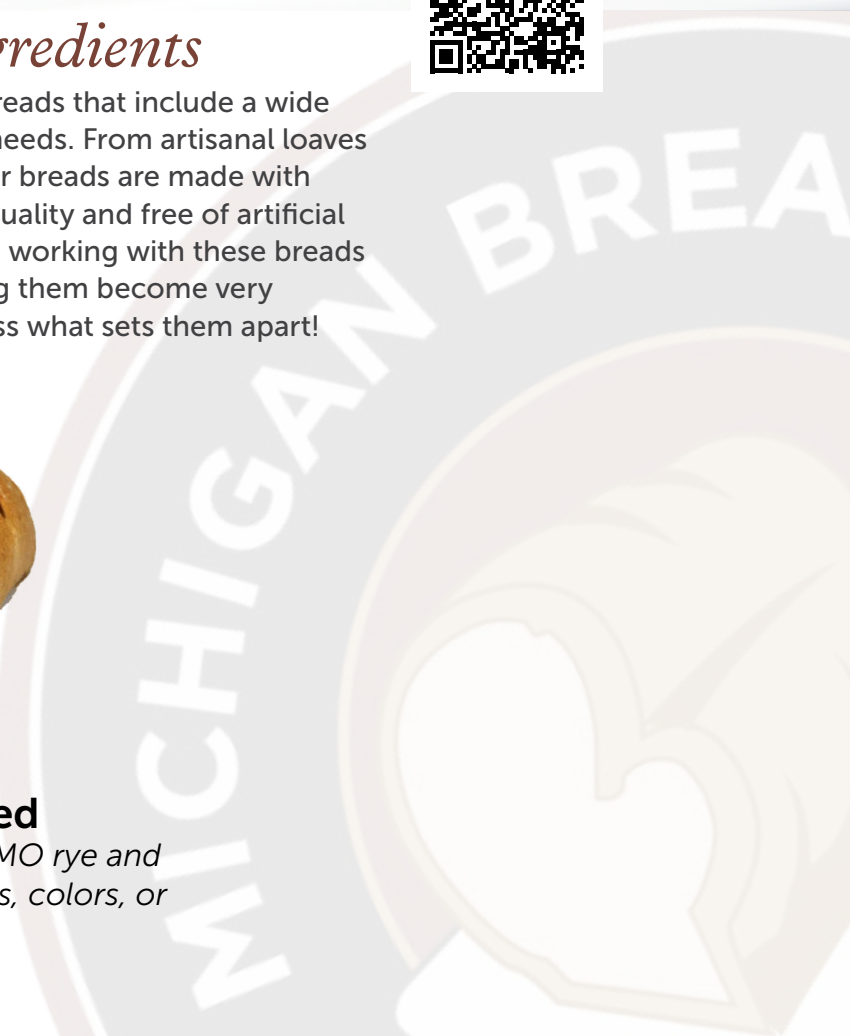 gredients
reads that include a wide
needs. From artisanal loaves
r breads are made with
uality and free of artificial
working with these breads
g them become very
ss what sets them apart!
MICHIGAN BREA
ed
MO rye and
s, colors, or